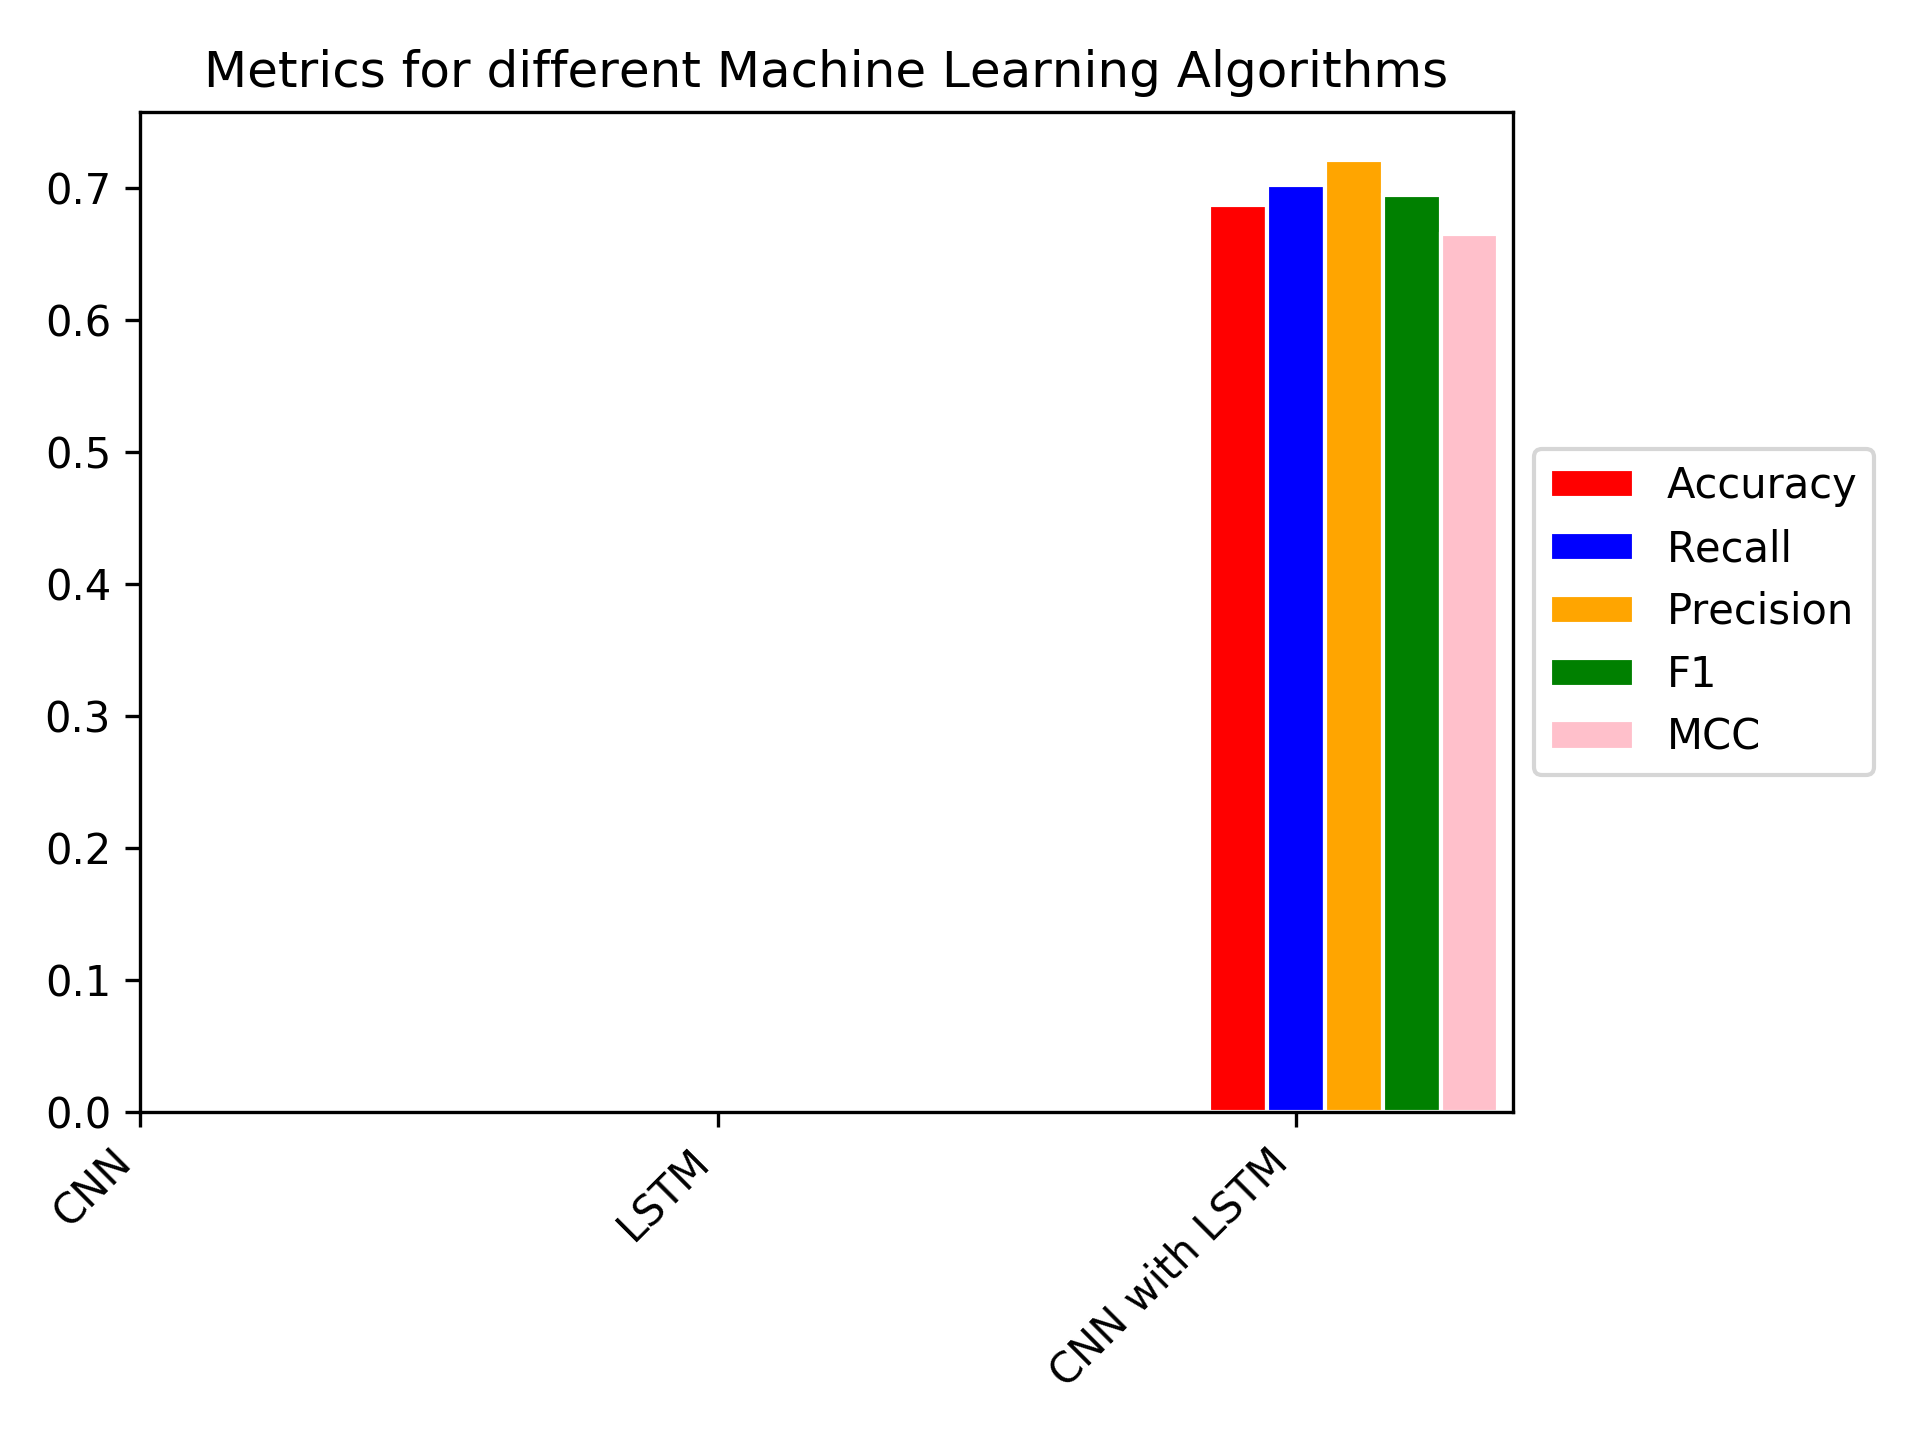 Metrics for different Machine Learning Algorithms
0.7
0.6
0.5
0.4
0.3
0.2
0.1
0.0
Accuracy
Recall
Precision
F1
MCC
CNN
LSTM
CNN with LSTM